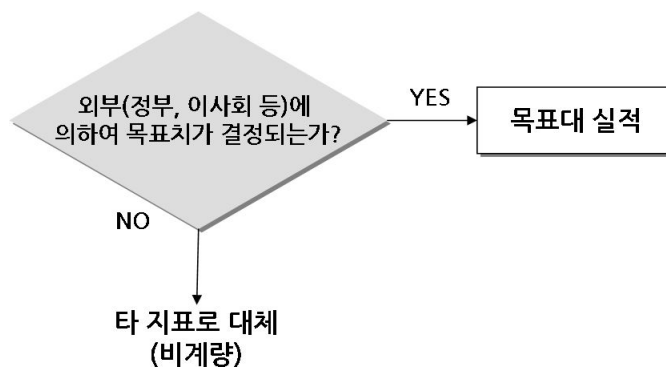 외부(정부, 이사회 등)에
의하여 목표치가 결정되는가?
YES
목표대 실적
NO
타 지표로 대체
(비계량)